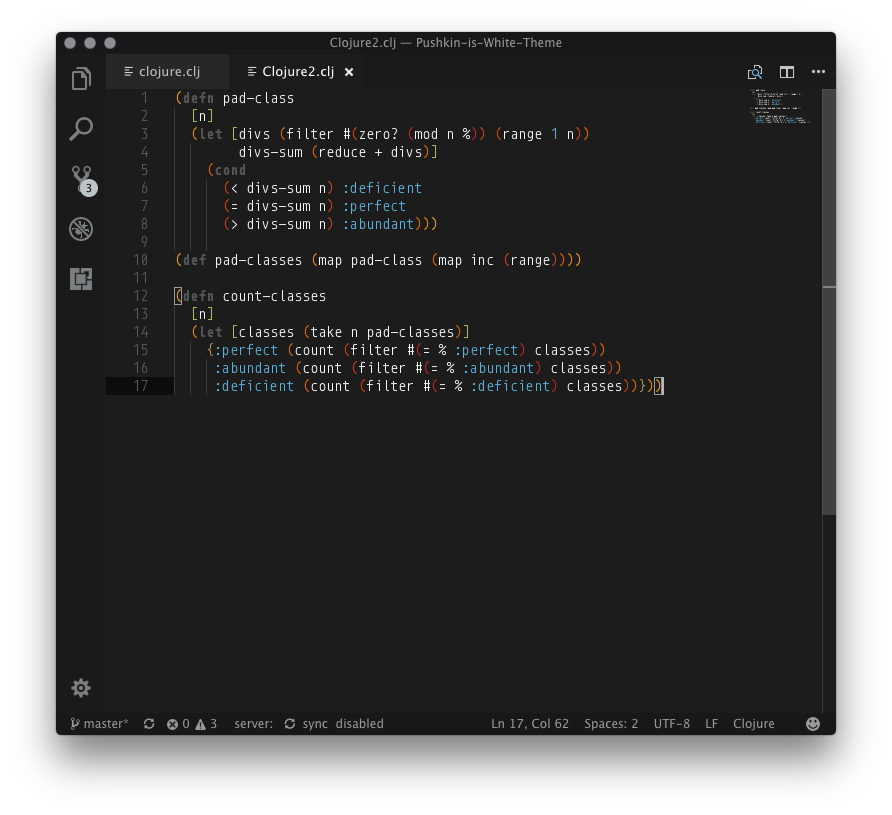 Clojure2.clj — Pushkin-is-White-Theme
clojure.clj Clojure2.clj ×
1 (defn pad-class
2 [n]
3 (let [divs (filter #(zero? (mod n %)) (range 1 n))
4 divs-sum (reduce + divs)]
5 (cond
6 (< divs-sum n) :deficient
7 (= divs-sum n) :perfect
8 (> divs-sum n) :abundant)))
9
10 (def pad-classes (map pad-class (map inc (range))))
11
12 (defn count-classes
13 [n]
14 (let [classes (take n pad-classes)]
15 {:perfect (count (filter #(= % :perfect) classes))
16 :abundant (count (filter #(= % :abundant) classes))
17 :deficient (count (filter #(= % :deficient) classes))}))
3
master* 0 3 server: sync disabled Ln 17, Col 62 Spaces: 2 UTF-8 LF Clojure